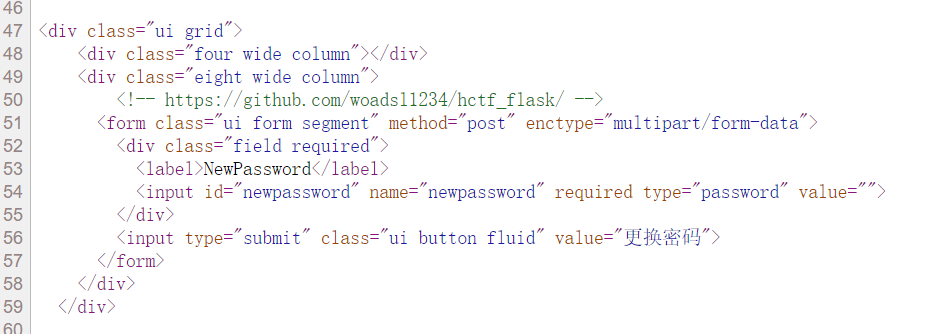 46
47 <div class="ui grid">
48 <div class="four wide column"></div>
49 <div class="eight wide column">
50 <!-- https://github.com/woadsl1234/hctf_flask/ -->
51 <form class="ui form segment" method="post" enctype="multipart/form-data">
52 <div class="field required">
53 <label>NewPassword</label>
54 <input id="newpassword" name="newpassword" required type="password" value="">
55 </div>
56 <input type="submit" class="ui button fluid" value="更换密码">
57 </form>
58 </div>
59 </div>
60